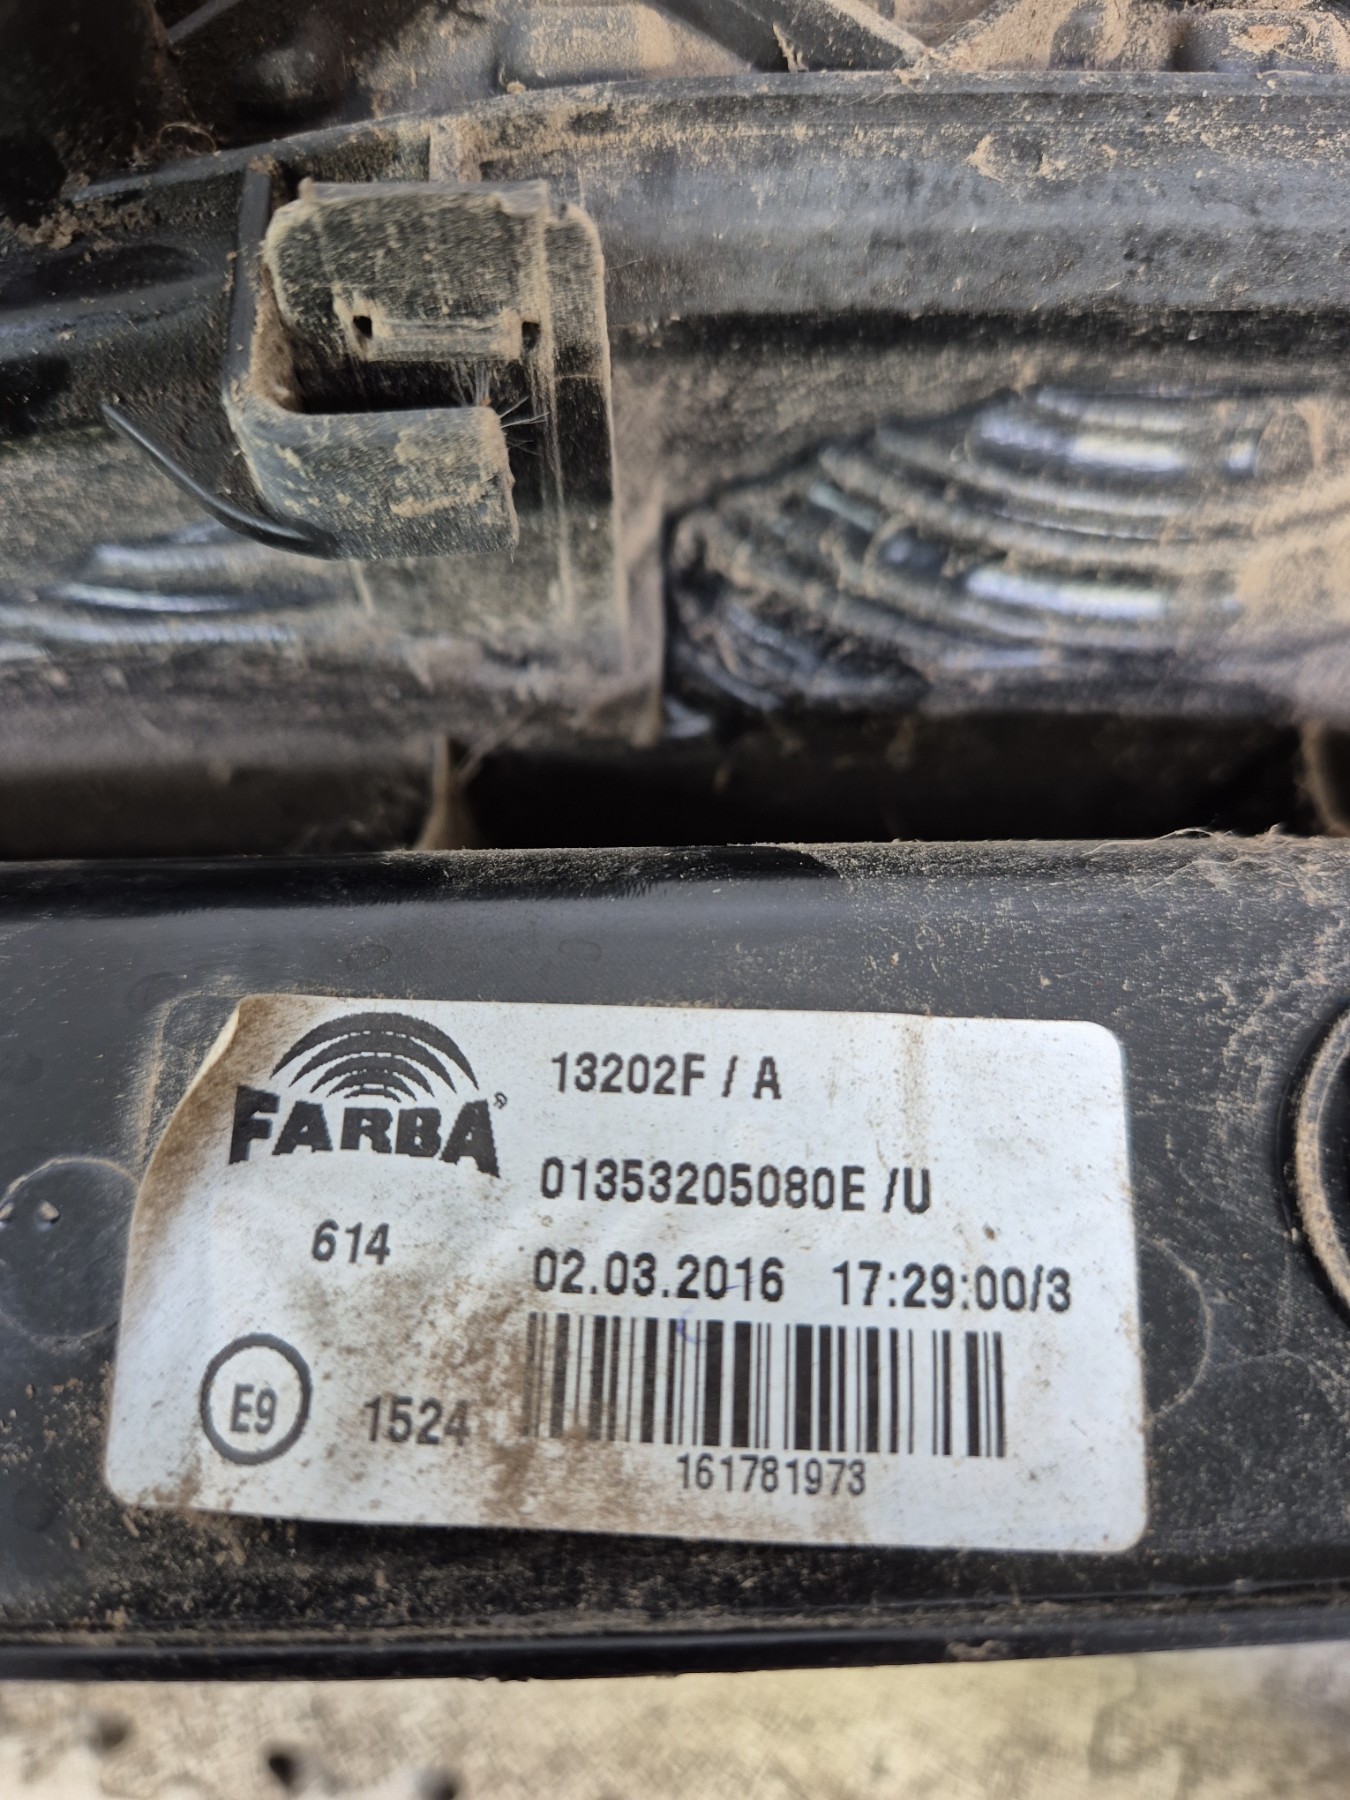 FARBA®
13202F / A
01353205080E /U
614
02.03.2016 17:29:00/3
E9
1524
161781973